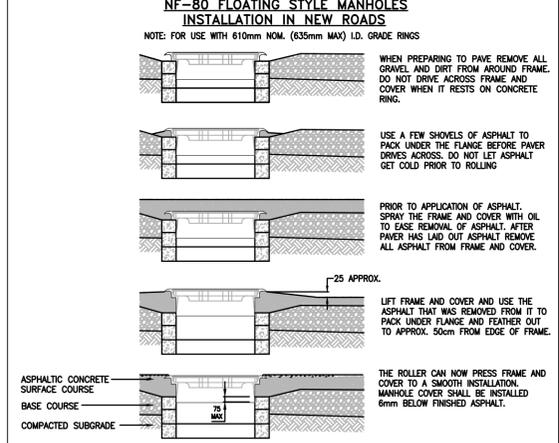 NF-80 FLOATING STYLE MANHOLES
INSTALLATION IN NEW ROADS
NOTE: FOR USE WITH 610mm NOM. (635mm MAX) I.D. GRADE RINGS
WHEN PREPARING TO PAVE REMOVE ALL
GRAVEL AND DIRT FROM AROUND FRAME.
DO NOT DRIVE ACROSS FRAME AND
COVER WHEN IT RESTS ON CONCRETE
RING.
USE A FEW SHOVELS OF ASPHALT TO
PACK UNDER THE FLANGE BEFORE PAVER
DRIVES ACROSS. DO NOT LET ASPHALT
GET COLD PRIOR TO ROLLING
PRIOR TO APPLICATION OF ASPHALT.
SPRAY THE FRAME AND COVER WITH OIL
TO EASE REMOVAL OF ASPHALT. AFTER
PAVER HAS LAID OUT ASPHALT REMOVE
ALL ASPHALT FROM FRAME AND COVER.
25 APPROX.
LIFT FRAME AND COVER AND USE THE
ASPHALT THAT WAS REMOVED FROM IT TO
PACK UNDER FLANGE AND FEATHER OUT
TO APPROX. 50cm FROM EDGE OF FRAME.
THE ROLLER CAN NOW PRESS FRAME AND
COVER TO A SMOOTH INSTALLATION.
MANHOLE COVER SHALL BE INSTALLED
6mm BELOW FINISHED ASPHALT.
ASPHALTIC CONCRETE
SURFACE COURSE
BASE COURSE
COMPACTED SUBGRADE
75
MAX